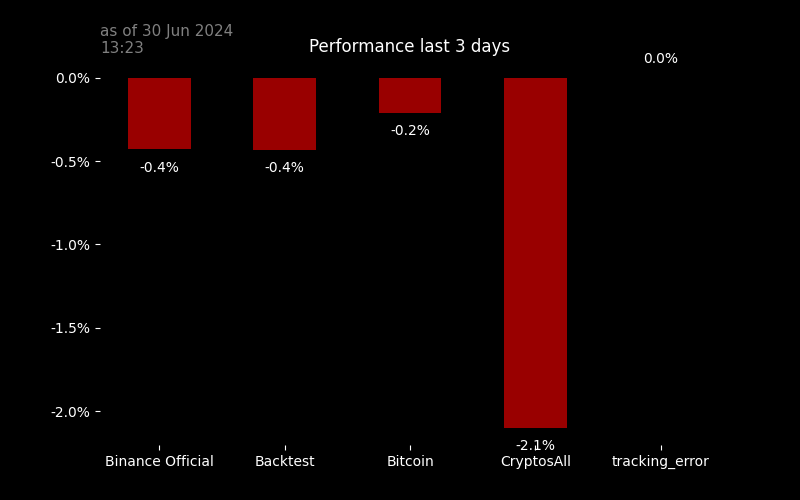 as of 30 Jun 2024
13:23
Performance last 3 days
0.0%
0.0%
-0.4%
-0.4%
-0.2%
-0.5%
-1.0%
-1.5%
-2.0%
-2.1%
Binance Official
Backtest
Bitcoin
CryptosAll
tracking_error